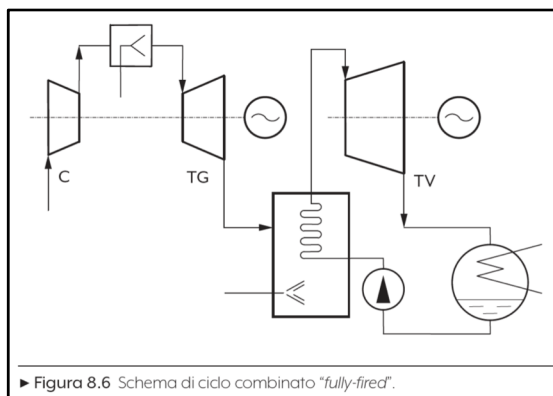 C
TG
TV
► Figura 8.6 Schema di ciclo combinato “fully-fired”.